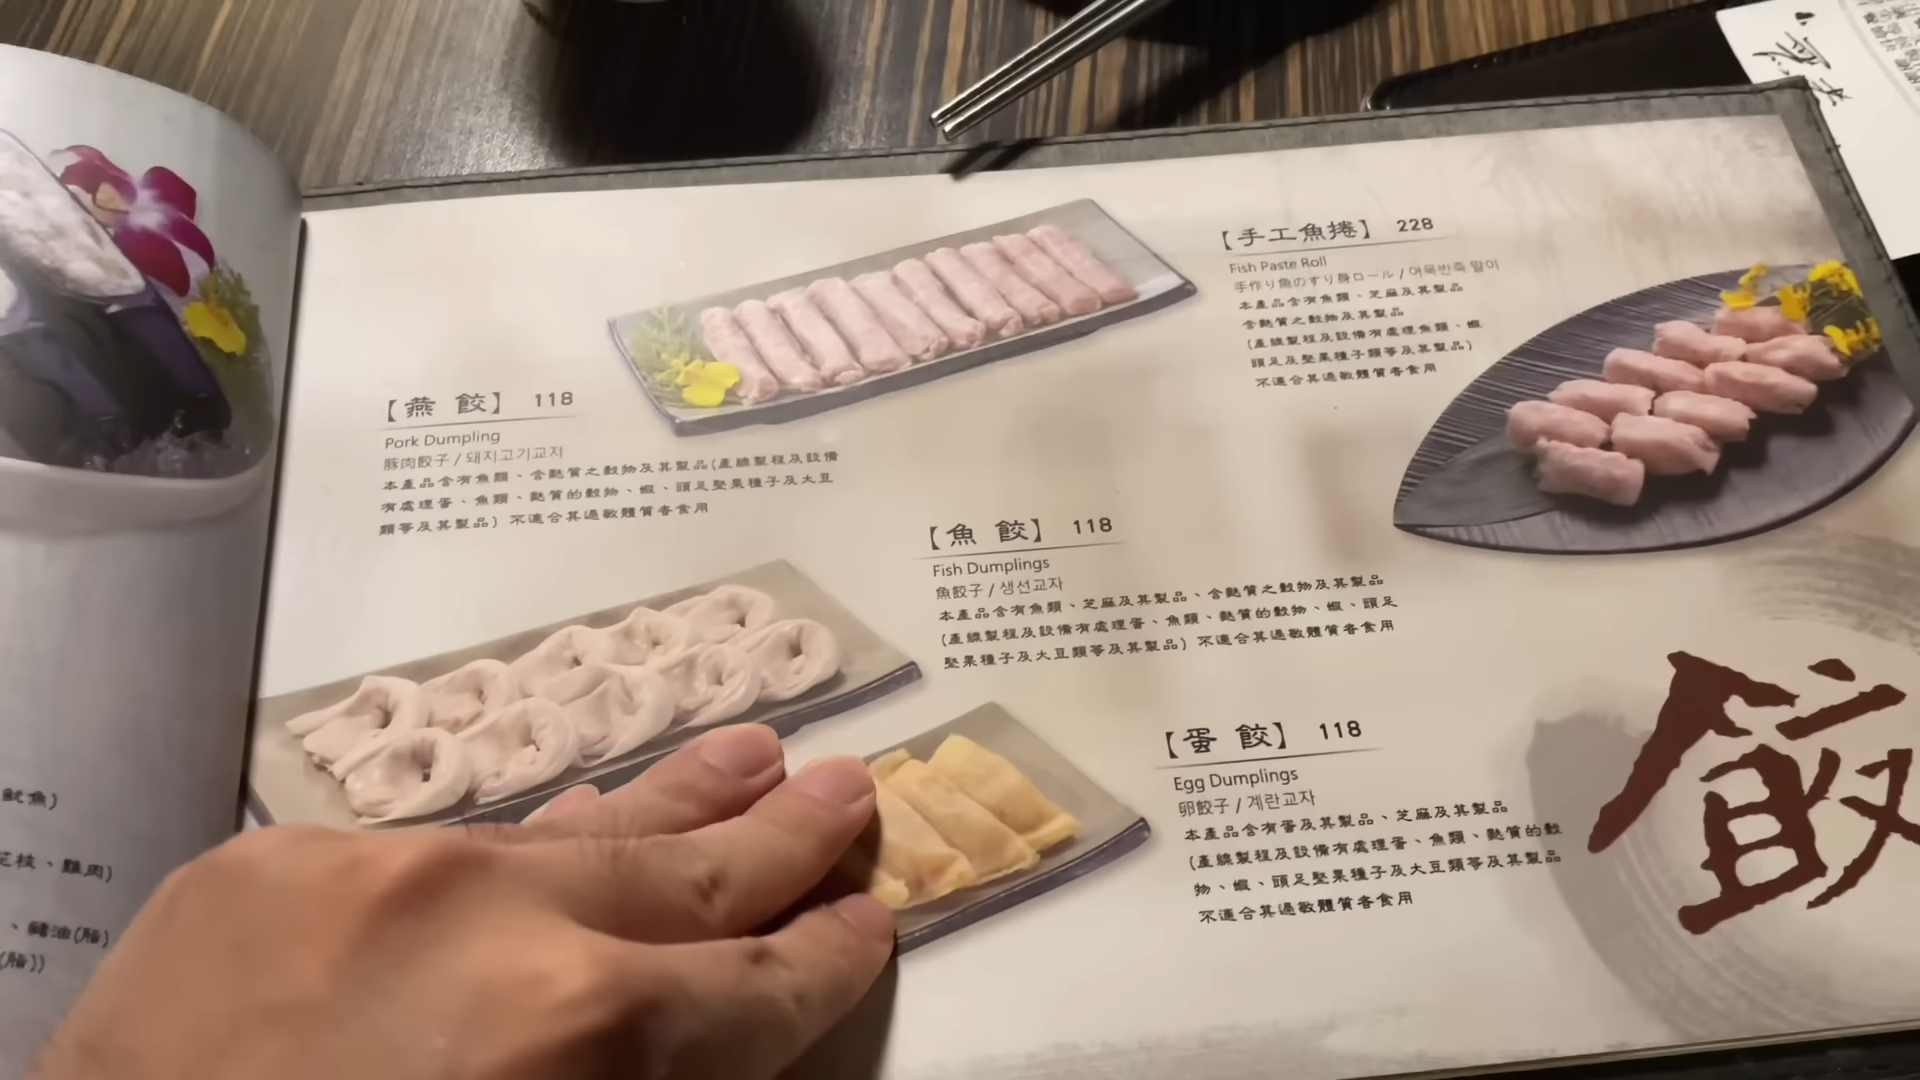 【手工魚捲】 228
Fish Paste Roll
手作り魚のすり身ロール / 어묵반죽 말이
本產品含有魚類、芝麻及其製品
含麩質之穀物及其製品
(產線製程及設備有處理魚類、蝦
頭足及堅果種子類等及其製品)
不適合其過敏體質者食用
【燕 餃】 118
Pork Dumpling
豚肉餃子 / 돼지고기교자
本產品含有魚類、含麩質之穀物及其製品(產線製程及設備
有處理蛋、魚類、麩質的穀物、蝦、頭足堅果種子及大豆
類等及其製品) 不適合其過敏體質者食用
【魚 餃】 118
Fish Dumplings
魚餃子 / 생선교자
本產品含有魚類、芝麻及其製品、含麩質之穀物及其製品
(產線製程及設備有處理蛋、魚類、麩質的穀物、蝦、頭足
堅果種子及大豆類等及其製品) 不適合其過敏體質者食用
【蛋 餃】 118
Egg Dumplings
卵餃子 / 계란교자
本產品含有蛋及其製品、芝麻及其製品
(產線製程及設備有處理蛋、魚類、麩質的穀
物、蝦、頭足堅果種子及大豆類等及其製品
不適合其過敏體質者食用
餃
魷魚)
、雞肉)
、豬油(脂)
(脂))